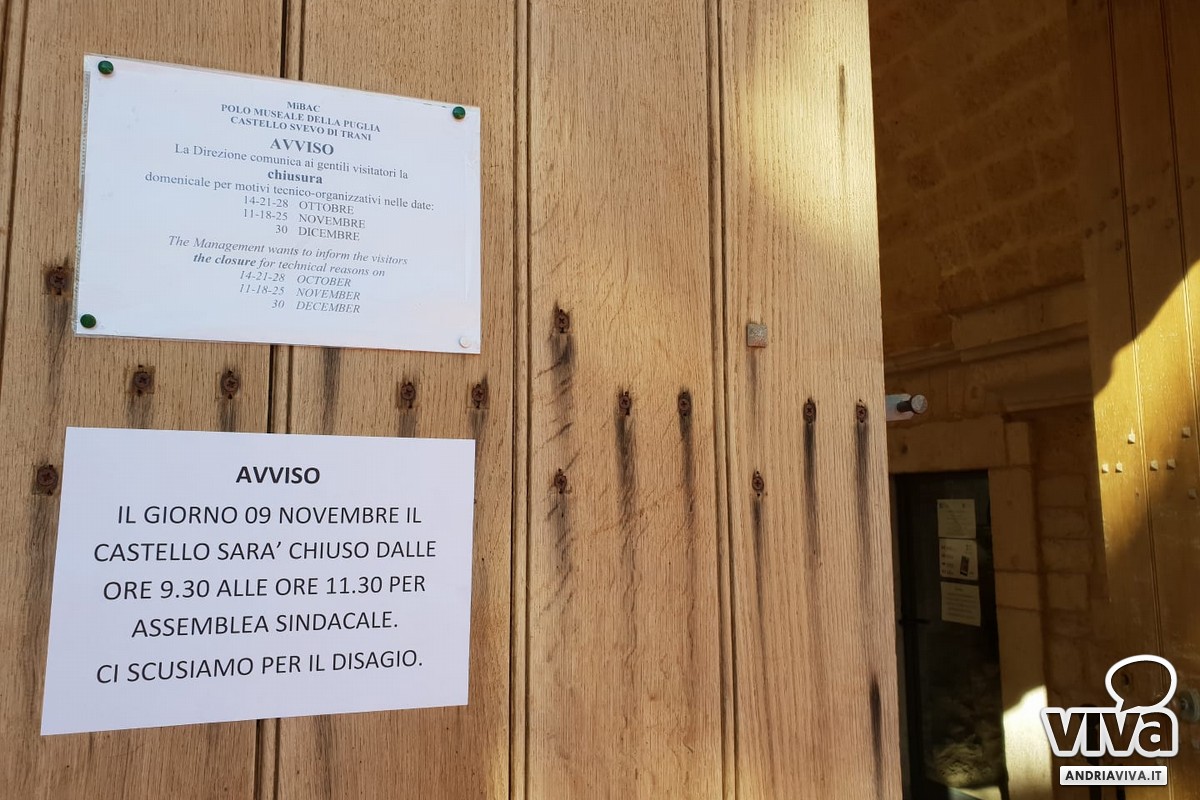 MiBAC
POLO MUSEALE DELLA PUGLIA
CASTELLO SVEVO DI TRANI
AVVISO
La Direzione comunica ai gentili visitatori la
chiusura
domenicale per motivi tecnico-organizzativi nelle date:
14-21-28 OTTOBRE
11-18-25 NOVEMBRE
30 DICEMBRE
The Management wants to inform the visitors
the closure for technical reasons on
14-21-28 OCTOBER
11-18-25 NOVEMBER
30 DECEMBER
AVVISO
IL GIORNO 09 NOVEMBRE IL
CASTELLO SARA’ CHIUSO DALLE
ORE 9.30 ALLE ORE 11.30 PER
ASSEMBLEA SINDACALE.
CI SCUSIAMO PER IL DISAGIO.
VIVA
ANDRIAVIVA.IT